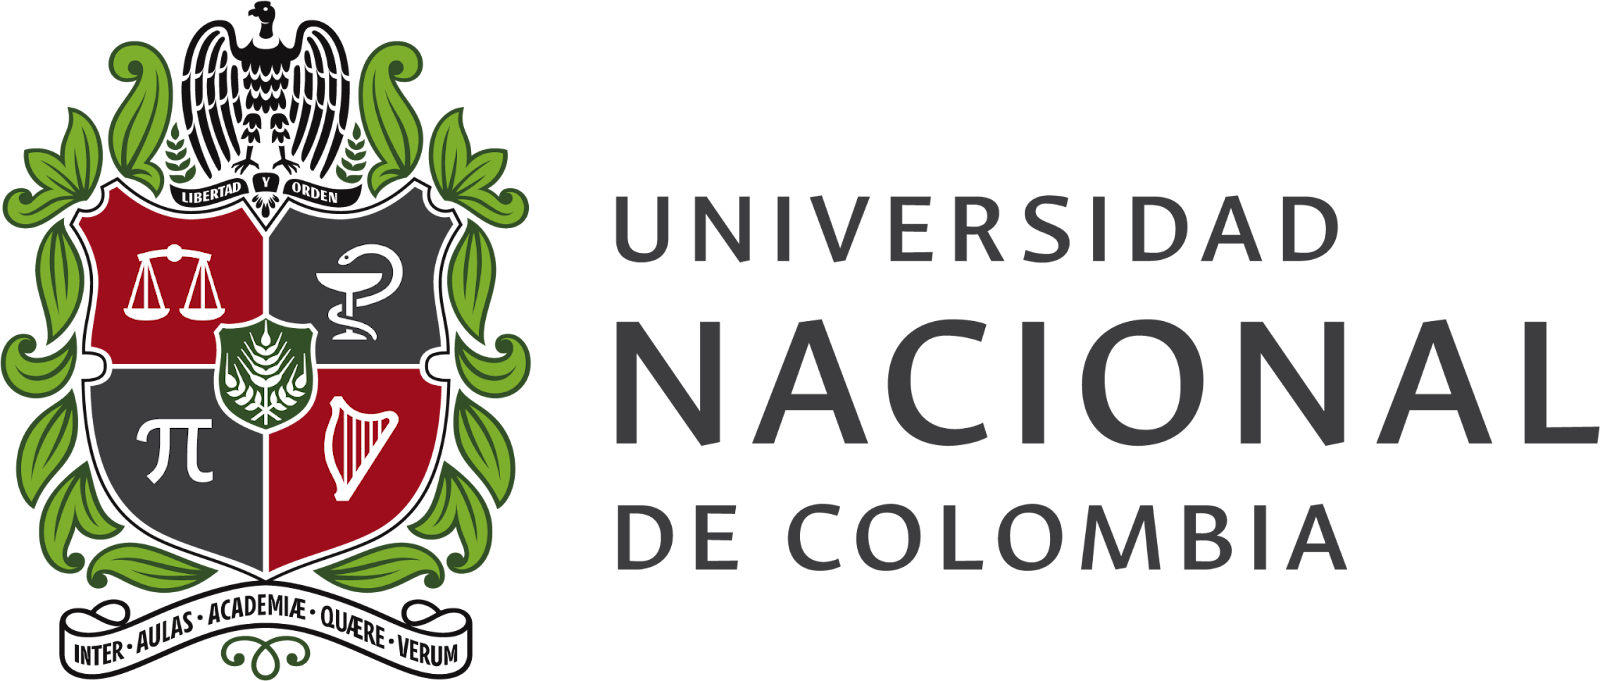 LIBERTAD Y ORDEN
π
INTER · AULAS · ACADEMIÆ · QUÆRE · VERUM
UNIVERSIDAD
NACIONAL
DE COLOMBIA